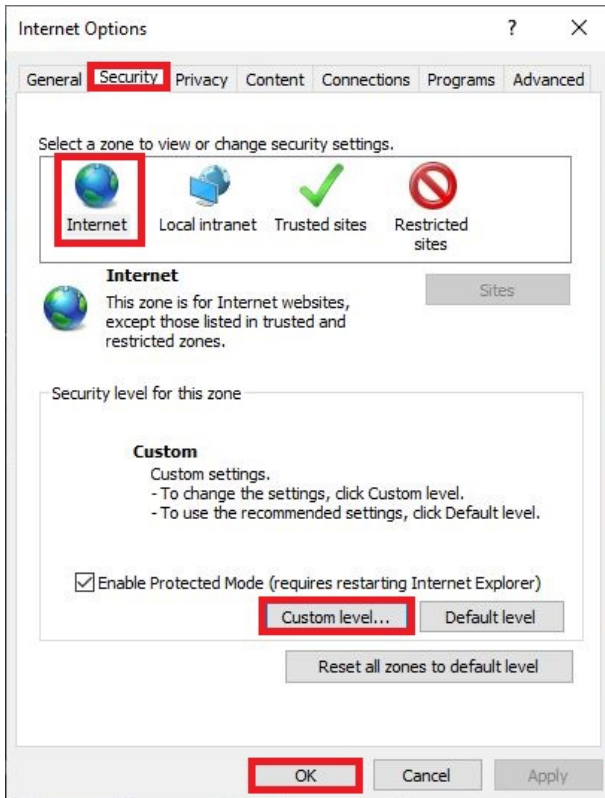 Internet Options
?
General Security Privacy Content Connections Programs Advanced
Select a zone to view or change security settings.
Internet Local intranet Trusted sites Restricted
sites
Internet
Sites
This zone is for Internet websites,
except those listed in trusted and
restricted zones.
Security level for this zone
Custom
Custom settings.
- To change the settings, click Custom level.
- To use the recommended settings, click Default level.
Enable Protected Mode (requires restarting Internet Explorer)
Custom level... Default level
Reset all zones to default level
OK Cancel Apply